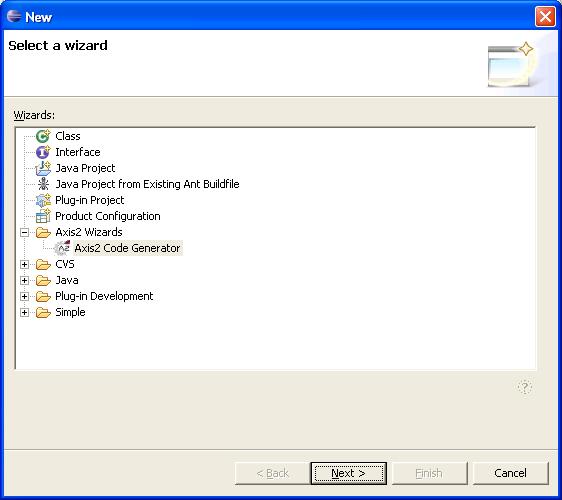 New
Select a wizard
Wizards:
Class
Interface
Java Project
Java Project from Existing Ant Buildfile
Plug-in Project
Product Configuration
Axis2 Wizards
Axis2 Code Generator
CVS
Java
Plug-in Development
Simple
?
< Back Next > Finish Cancel